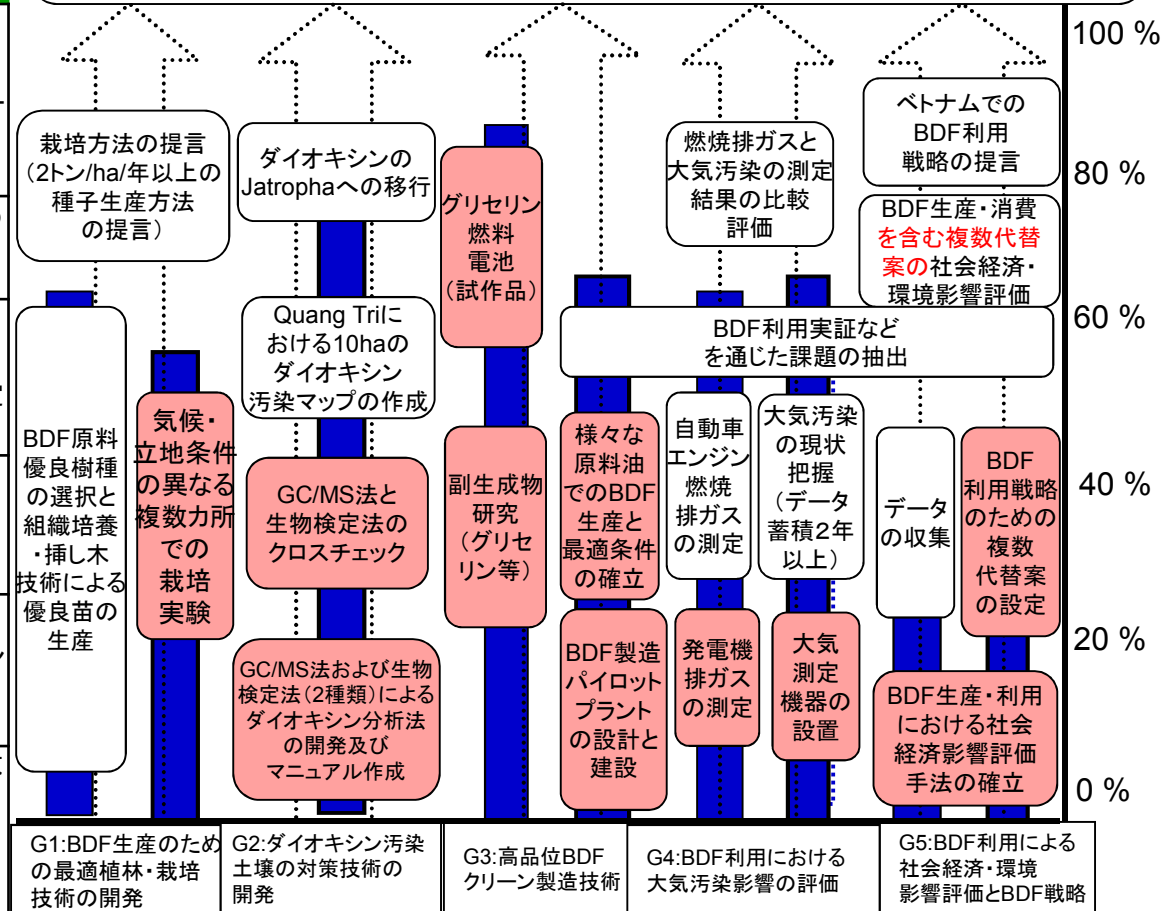 100 %
80 %
60 %
40 %
20 %
0 %
栽培方法の提言
(2トン/ha/年以上の
種子生産方法
の提言)
BDF原料
優良樹種
の選択と
組織培養
・挿し木
技術による
優良苗の
生産
気候・
立地条件
の異なる
複数カ所
での
栽培
実験
ダイオキシンの
Jatrophaへの移行
Quang Triに
おける10haの
ダイオキシン
汚染マップの作成
GC/MS法と
生物検定法の
クロスチェック
GC/MS法および生物
検定法(2種類)による
ダイオキシン分析法
の開発及び
マニュアル作成
グリセリン
燃料
電池
(試作品)
副生成物
研究
(グリセ
リン等)
様々な
原料油
でのBDF
生産と
最適条件
の確立
BDF製造
パイロット
プラント
の設計と
建設
燃焼排ガスと
大気汚染の測定
結果の比較
評価
BDF利用実証など
を通じた課題の抽出
自動車
エンジン
燃焼
排ガス
の測定
発電機
排ガス
の測定
大気汚染
の現状
把握
(データ
蓄積2年
以上)
大気
測定
機器の
設置
ベトナムでの
BDF利用
戦略の提言
BDF生産・消費
を含む複数代替
案の社会経済・
環境影響評価
データ
の収集
BDF
利用戦略
のための
複数
代替案
の設定
BDF生産・利用
における社会
経済影響評価
手法の確立
G1:BDF生産のため
の最適植林・栽培
技術の開発
G2:ダイオキシン汚染
土壌の対策技術の
開発
G3:高品位BDF
クリーン製造技術
G4:BDF利用における
大気汚染影響の評価
G5:BDF利用による
社会経済・環境
影響評価とBDF戦略